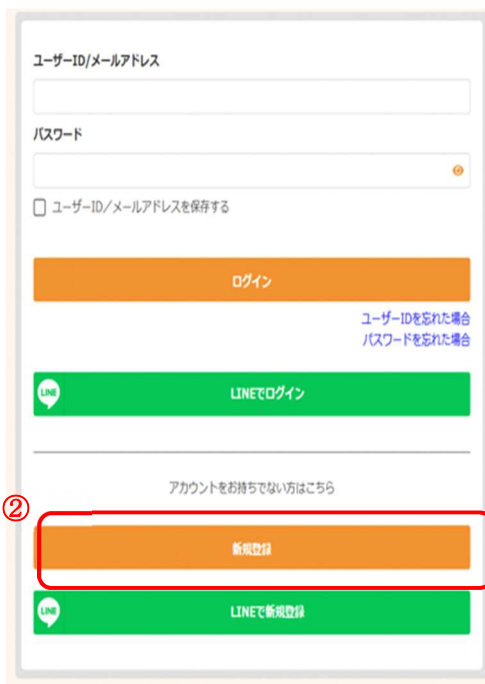 ユーザーID/メールアドレス
パスワード
ユーザーID/メールアドレスを保存する
ログイン
ユーザーIDを忘れた場合
パスワードを忘れた場合
LINE
LINEでログイン
アカウントをお持ちでない方はこちら
②
新規登録
LINE
LINEで新規登録